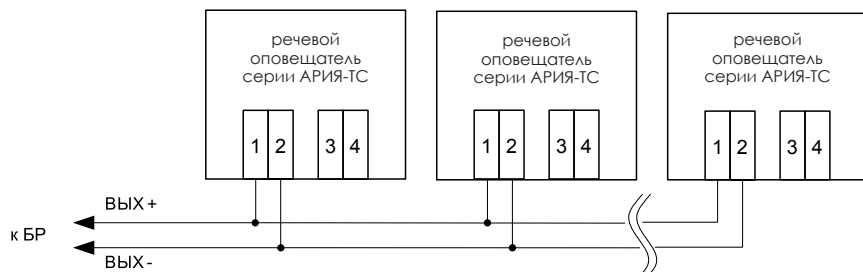 речевой
оповещатель
серии АРИЯ-ТС
1 2 3 4
речевой
оповещатель
серии АРИЯ-ТС
1 2 3 4
речевой
оповещатель
серии АРИЯ-ТС
1 2 3 4
ВЫХ +
к БР
ВЫХ -